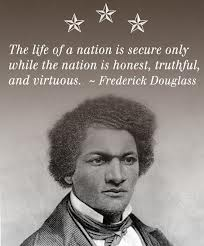 The life of a nation is secure only
while the nation is honest, truthful,
and virtuous. ~ Frederick Douglass